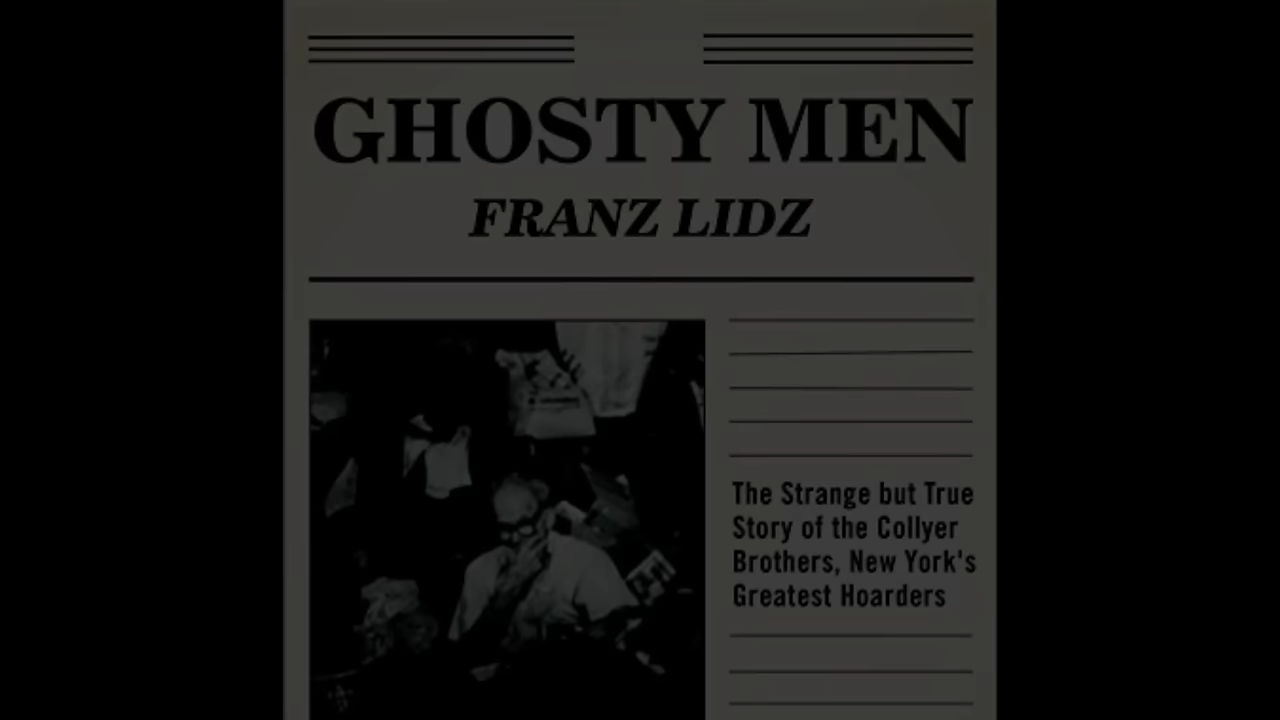 GHOSTY MEN
FRANZ LIDZ
The Strange but True
Story of the Collyer
Brothers, New York's
Greatest Hoarders